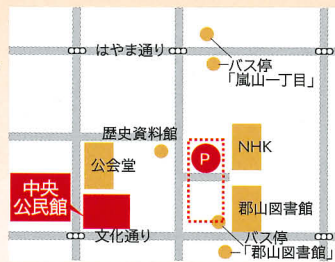 はやま通り
バス停
「嵐山一丁目」
歴史資料館
公会堂
P
NHK
中央
公民館
郡山図書館
文化通り
バス停
「郡山図書館」